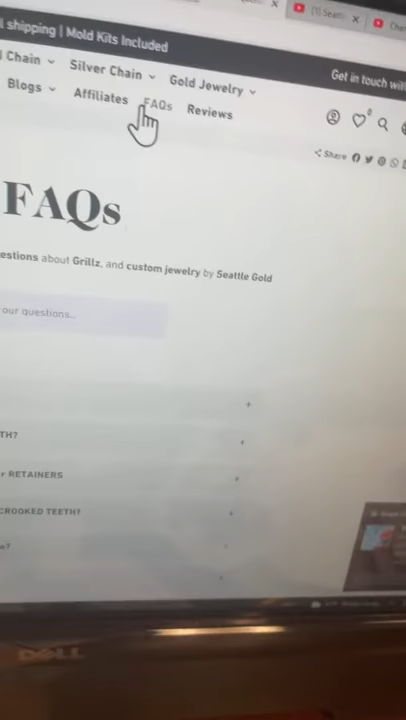 shipping | Mold Kits Included
Get in touch
Chain Silver Chain Gold Jewelry
Blogs Affiliates FAQs Reviews
0
Share
FAQs
estions about Grillz, and custom jewelry by Seattle Gold
our questions...
TH?
r RETAINERS
CROOKED TEETH?
DELL